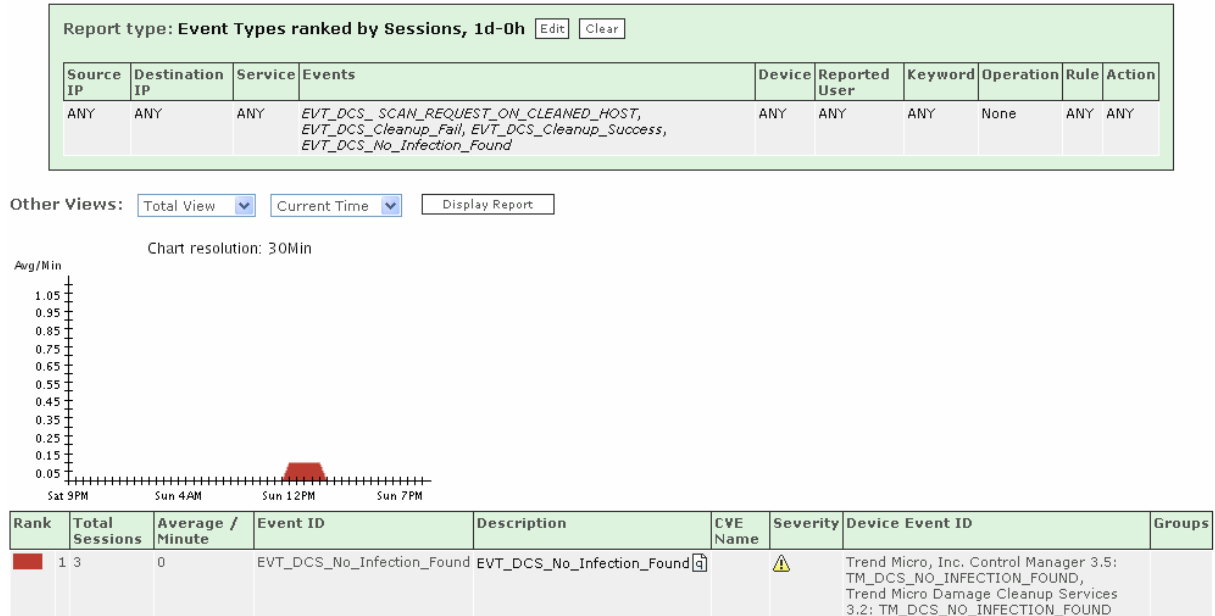 Report type: Event Types ranked by Sessions, 1d-0h Edit Clear
Source IP Destination IP Service Events Device Reported User Keyword Operation Rule Action
ANY ANY ANY EVT_DCS_ SCAN_REQUEST_ON_CLEANED_HOST, ANY ANY ANY None ANY ANY
EVT_DCS_Cleanup_Fail, EVT_DCS_Cleanup_Success,
EVT_DCS_No_Infection_Found
Other Views: Total View Current Time Display Report
Chart resolution: 30Min
Avg/Min
1.05
0.95
0.85
0.75
0.65
0.55
0.45
0.35
0.25
0.15
0.05
Sat 9PM Sun 4AM Sun 12PM Sun 7PM
Rank Total Sessions Average / Minute Event ID Description CVE Name Severity Device Event ID Groups
1 3 0 EVT_DCS_No_Infection_Found EVT_DCS_No_Infection_Found q Trend Micro, Inc. Control Manager 3.5:
TM_DCS_NO_INFECTION_FOUND,
Trend Micro Damage Cleanup Services
3.2: TM_DCS_NO_INFECTION_FOUND